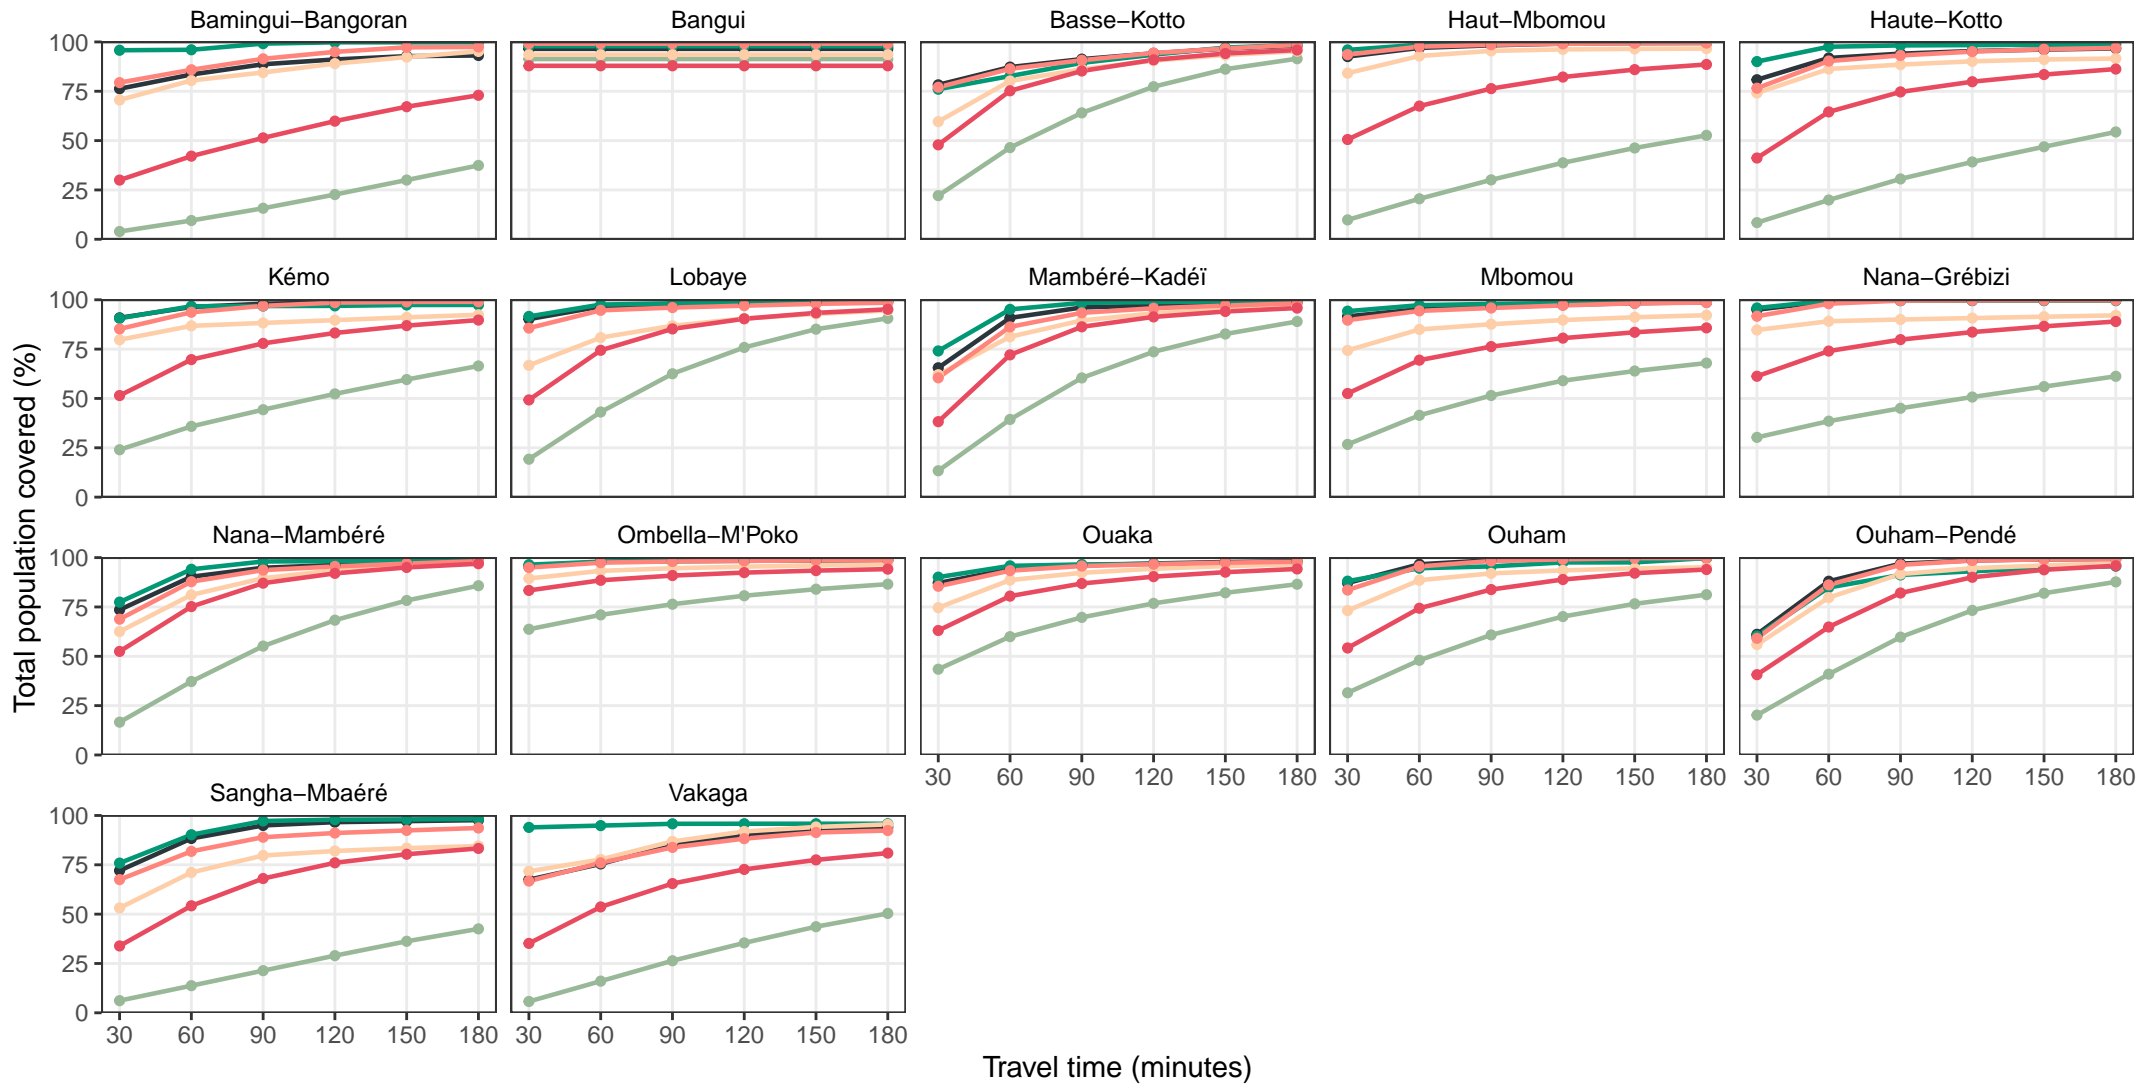 Bamingui−Bangoran Bangui Basse−Kotto Haut−Mbomou Haute−Kotto
100
75
50
25
0
Kémo Lobaye Mambéré−Kadéï Mbomou Nana−Grébizi
100
75
50
25
0
Nana−Mambéré Ombella−M'Poko Ouaka Ouham Ouham−Pendé
100
75
50
25
0
30 60 90 120 150 180 30 60 90 120 150 180 30 60 90 120 150 180
Sangha−Mbaéré Vakaga
100
75
50
25
0
30 60 90 120 150 180 30 60 90 120 150 180
Total population covered (%)
Travel time (minutes)